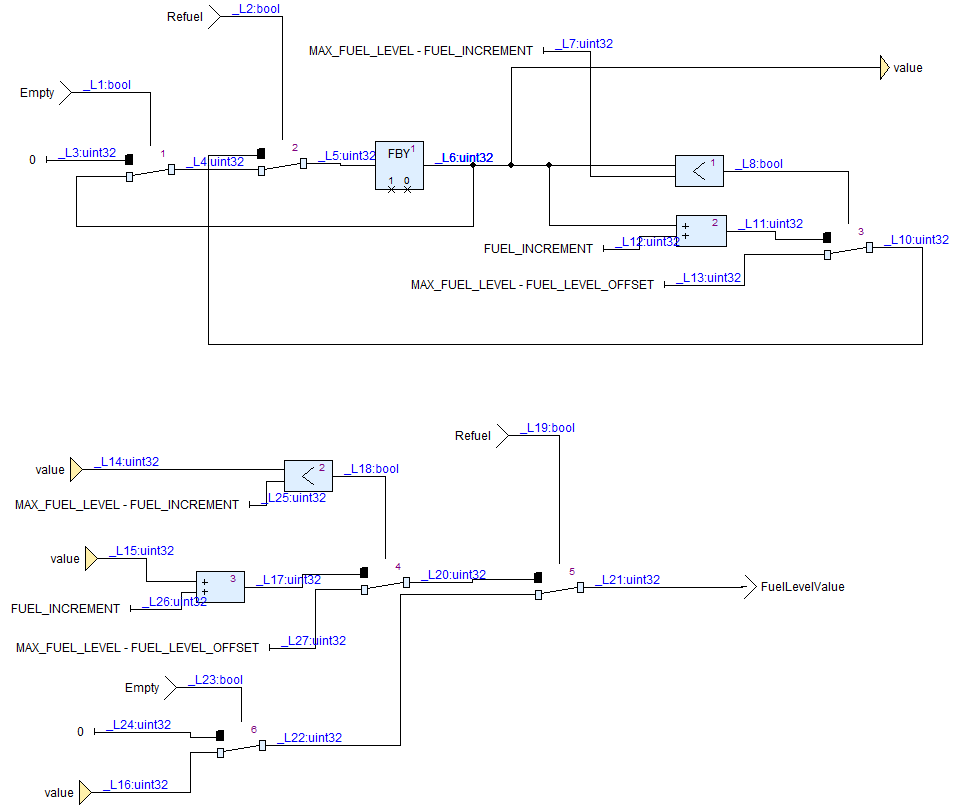 Refuel
_L2:bool
MAX_FUEL_LEVEL - FUEL_INCREMENT
_L7:uint32
value
Empty
_L1:bool
0
_L3:uint32
1
_L4:uint32
2
_L5:uint32
FBY 1
1 0
_L6:uint32
< 1
_L8:bool
+
+
2
_L11:uint32
FUEL_INCREMENT
_L12:uint32
3
_L10:uint32
MAX_FUEL_LEVEL - FUEL_LEVEL_OFFSET
_L13:uint32
Refuel
_L19:bool
value
_L14:uint32
< 2
_L18:bool
MAX_FUEL_LEVEL - FUEL_INCREMENT
_L25:uint32
value
_L15:uint32
+
+
3
_L17:uint32
4
_L20:uint32
5
_L21:uint32
FuelLevelValue
FUEL_INCREMENT
_L26:uint32
MAX_FUEL_LEVEL - FUEL_LEVEL_OFFSET
_L27:uint32
Empty
_L23:bool
0
_L24:uint32
6
_L22:uint32
value
_L16:uint32